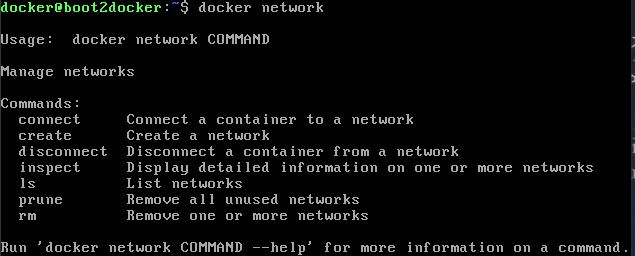 docker@boot2docker:~$ docker network
Usage:  docker network COMMAND
Manage networks
Commands:
  connect     Connect a container to a network
  create      Create a network
  disconnect  Disconnect a container from a network
  inspect     Display detailed information on one or more networks
  ls          List networks
  prune       Remove all unused networks
  rm          Remove one or more networks
Run 'docker network COMMAND --help' for more information on a command.